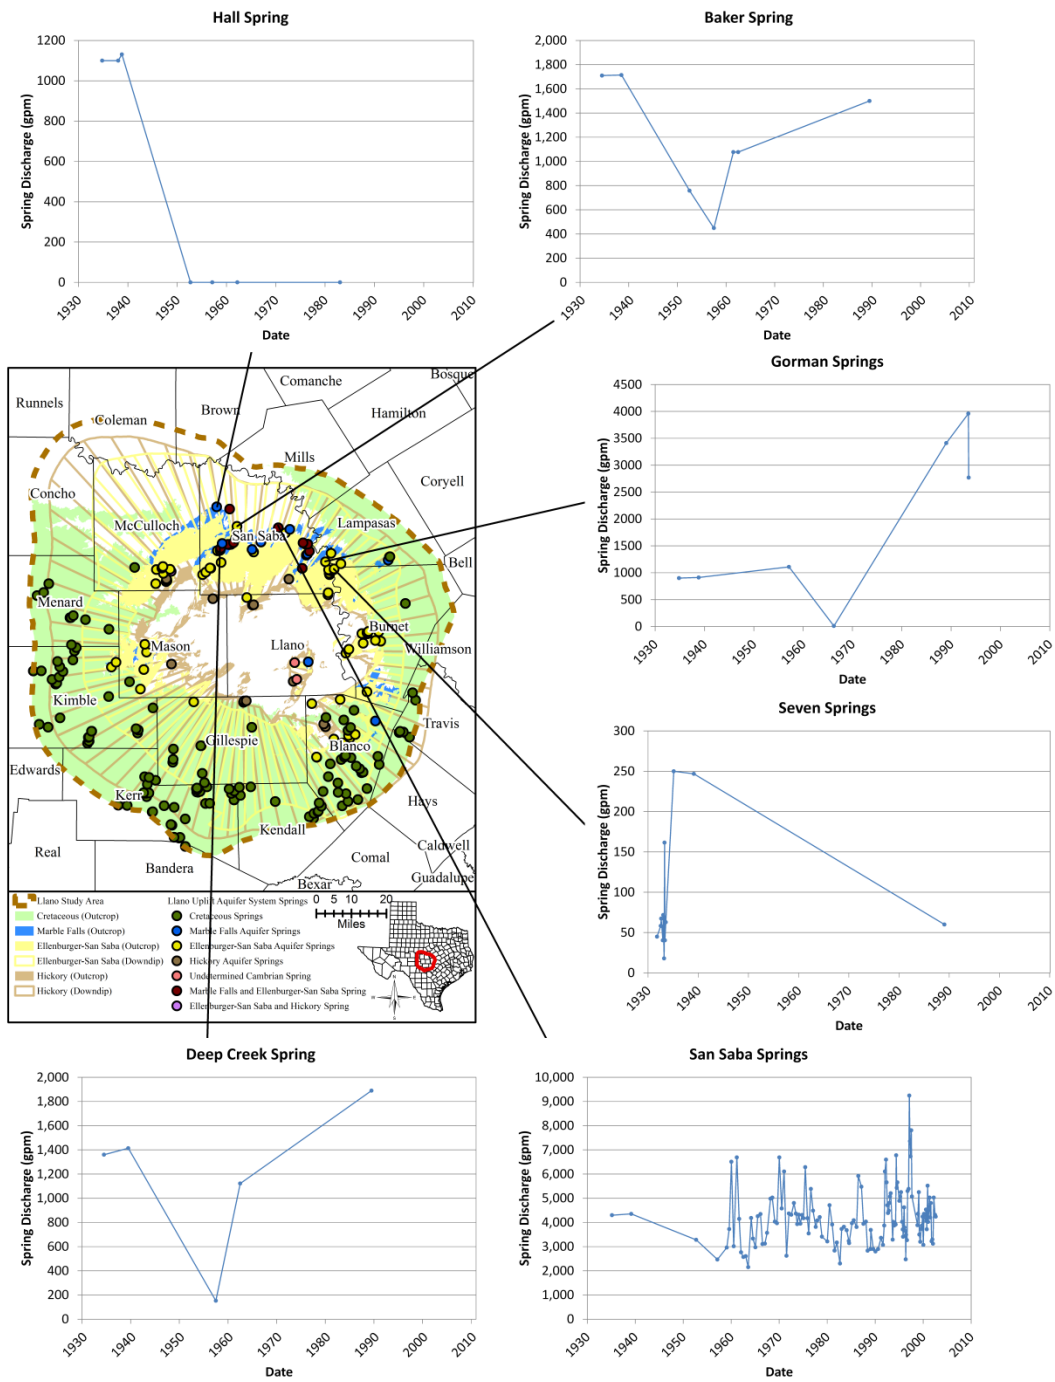 Hall Spring
Spring Discharge (gpm)
1200
1000
800
600
400
200
0
1930
1940
1950
1960
1970
1980
1990
2000
2010
Date
Baker Spring
Spring Discharge (gpm)
2,000
1,800
1,600
1,400
1,200
1,000
800
600
400
200
0
1930
1940
1950
1960
1970
1980
1990
2000
2010
Date
Gorman Springs
Spring Discharge (gpm)
4500
4000
3500
3000
2500
2000
1500
1000
500
0
1930
1940
1950
1960
1970
1980
1990
2000
2010
Date
Seven Springs
Spring Discharge (gpm)
300
250
200
150
100
50
0
1930
1940
1950
1960
1970
1980
1990
2000
2010
Date
Runnels
Coleman
Brown
Comanche
Bosque
Hamilton
Mills
Coryell
Concho
McCulloch
San Saba
Lampasas
Bell
Menard
Mason
Llano
Burnet
Williamson
Kimble
Gillespie
Blanco
Travis
Edwards
Kerr
Kendall
Hays
Real
Bandera
Comal
Caldwell
Guadalupe
Bexar
Llano Study Area
Cretaceous (Outcrop)
Marble Falls (Outcrop)
Ellenburger-San Saba (Outcrop)
Ellenburger-San Saba (Downdip)
Hickory (Outcrop)
Hickory (Downdip)
Llano Uplift Aquifer System Springs
Cretaceous Springs
Marble Falls Aquifer Springs
Ellenburger-San Saba Aquifer Springs
Hickory Aquifer Springs
Undetermined Cambrian Spring
Marble Falls and Ellenburger-San Saba Spring
Ellenburger-San Saba and Hickory Spring
0 5 10 20
Miles
N
W
E
S
Deep Creek Spring
Spring Discharge (gpm)
2,000
1,800
1,600
1,400
1,200
1,000
800
600
400
200
0
1930
1940
1950
1960
1970
1980
1990
2000
2010
Date
San Saba Springs
Spring Discharge (gpm)
10,000
9,000
8,000
7,000
6,000
5,000
4,000
3,000
2,000
1,000
0
1930
1940
1950
1960
1970
1980
1990
2000
2010
Date